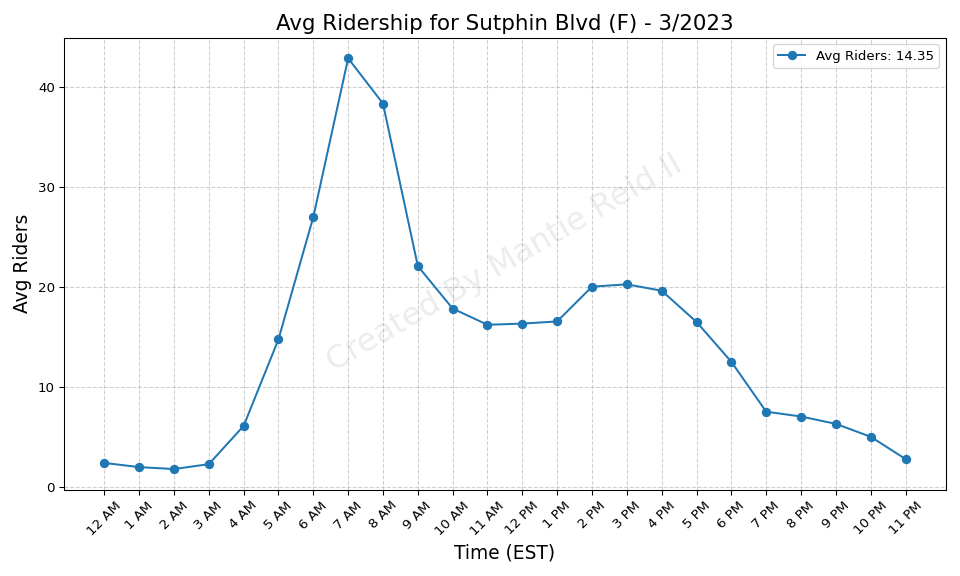 Avg Ridership for Sutphin Blvd (F) - 3/2023
Avg Riders: 14.35
Avg Riders
40
30
20
10
0
Created By Mantie Reid II
12 AM
1 AM
2 AM
3 AM
4 AM
5 AM
6 AM
7 AM
8 AM
9 AM
10 AM
11 AM
12 PM
1 PM
2 PM
3 PM
4 PM
5 PM
6 PM
7 PM
8 PM
9 PM
10 PM
11 PM
Time (EST)